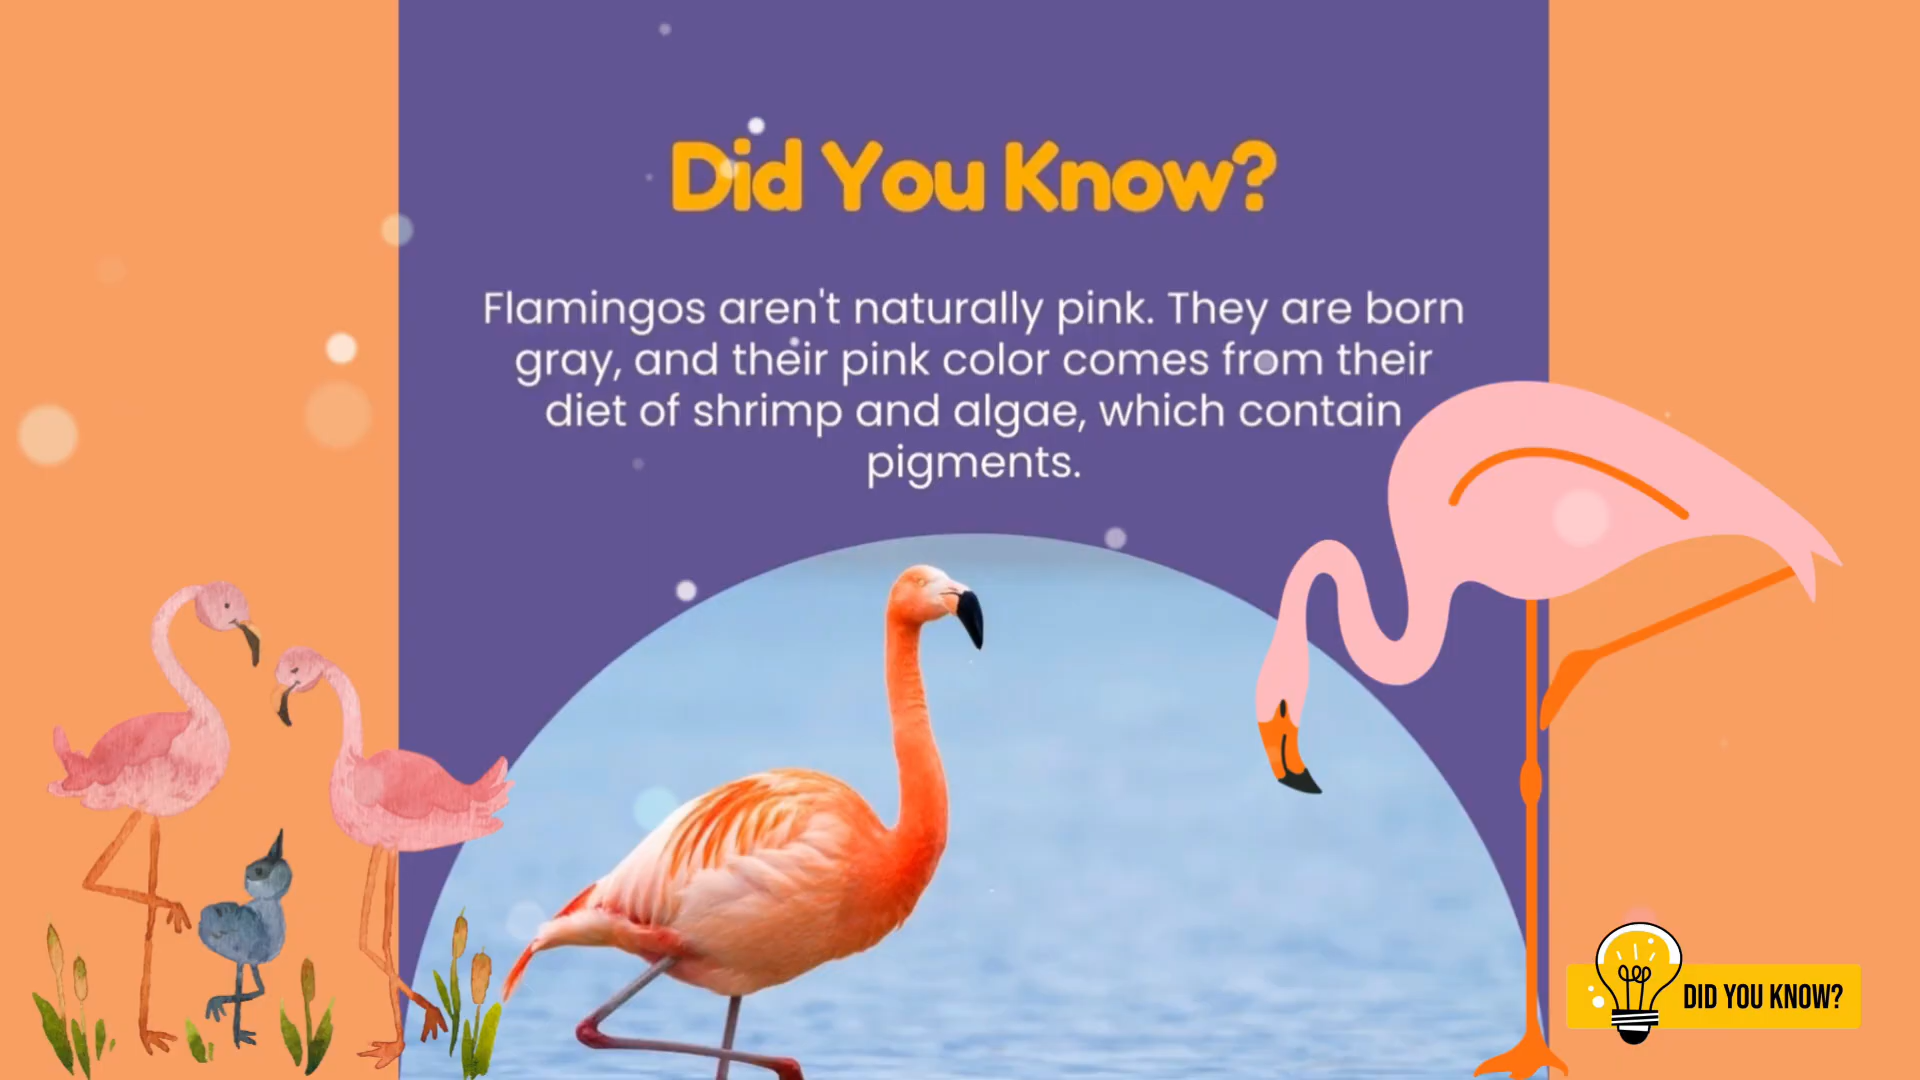 Did You Know?
Flamingos aren't naturally pink. They are born
gray, and their pink color comes from their
diet of shrimp and algae, which contain
pigments.
DID YOU KNOW?